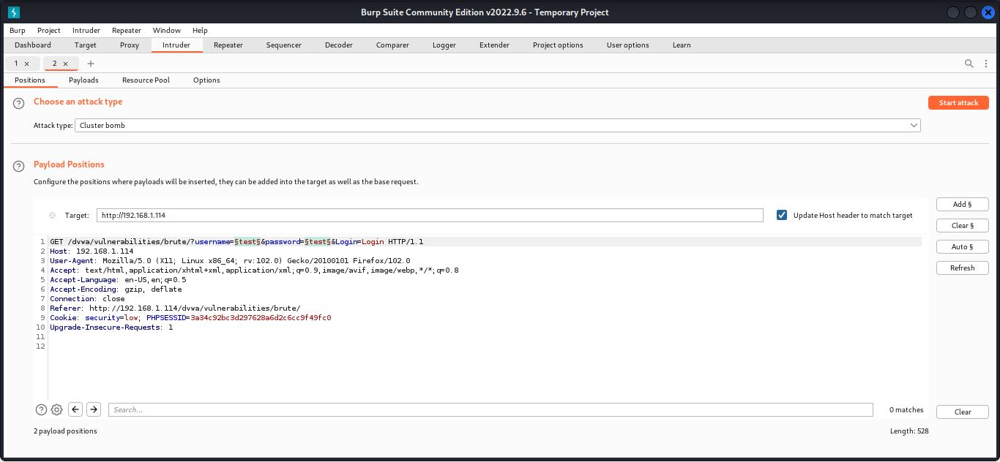 Burp Suite Community Edition v2022.9.6 - Temporary Project
Burp Project Intruder Repeater Window Help
Dashboard Target Proxy Intruder Repeater Sequencer Decoder Comparer Logger Extender Project options User options Learn
1 × 2 × +
Positions Payloads Resource Pool Options
Choose an attack type
Start attack
Attack type: Cluster bomb
Payload Positions
Configure the positions where payloads will be inserted, they can be added into the target as well as the base request.
Target: http://192.168.1.114
Update Host header to match target
Add §
Clear §
Auto §
Refresh
1 GET /dvwa/vulnerabilities/brute/?username=§test§&password=§test§&Login=Login HTTP/1.1
2 Host: 192.168.1.114
3 User-Agent: Mozilla/5.0 (X11; Linux x86_64; rv:102.0) Gecko/20100101 Firefox/102.0
4 Accept: text/html,application/xhtml+xml,application/xml;q=0.9,image/avif,image/webp,*/*;q=0.8
5 Accept-Language: en-US,en;q=0.5
6 Accept-Encoding: gzip, deflate
7 Connection: close
8 Referer: http://192.168.1.114/dvwa/vulnerabilities/brute/
9 Cookie: security=low; PHPSESSID=3a34c92bc3d297628a6d2c6cc9f49fc0
10 Upgrade-Insecure-Requests: 1
11
12
Search...
0 matches
Clear
2 payload positions
Length: 528